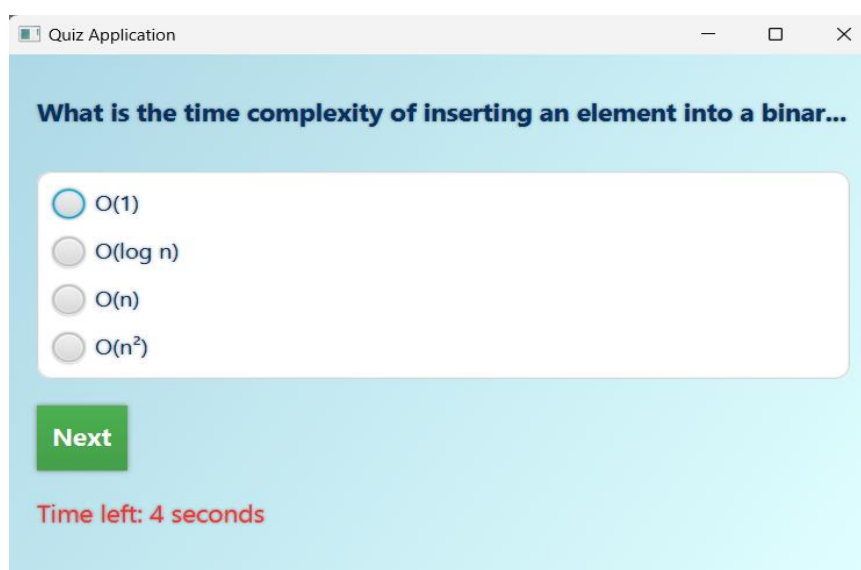 Quiz Application
What is the time complexity of inserting an element into a binar...
O(1)
O(log n)
O(n)
O(n²)
Next
Time left: 4 seconds